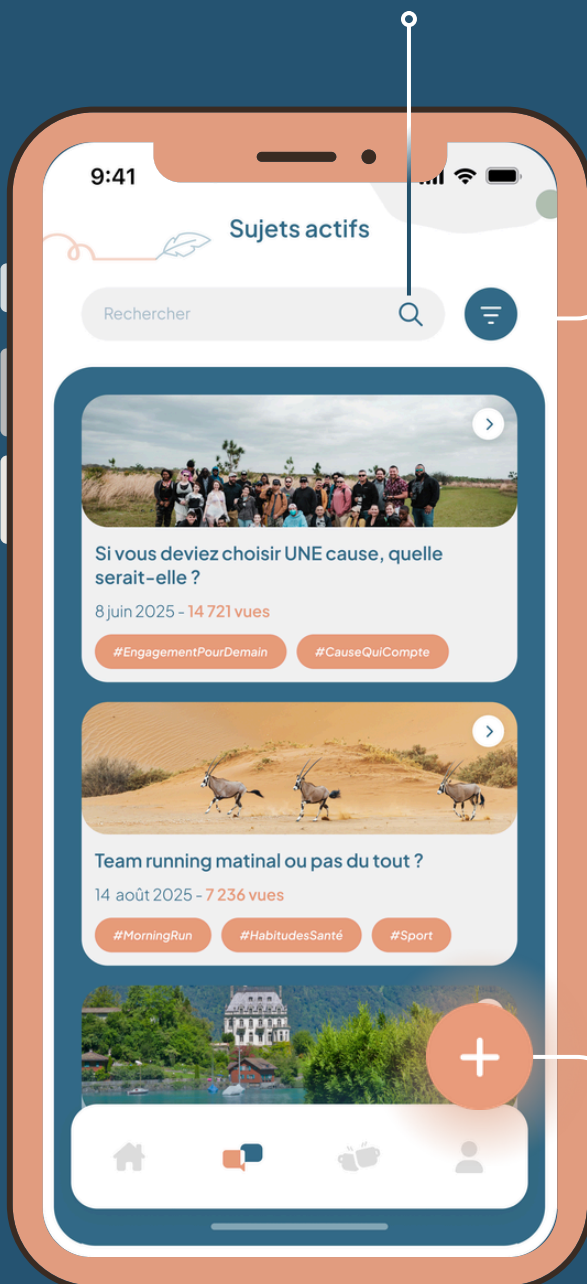 9:41
Sujets actifs
Rechercher
Si vous deviez choisir UNE cause, quelle
serait-elle ?
8 juin 2025 - 14 721 vues
#EngagementPourDemain #CauseQuiCompte
Team running matinal ou pas du tout ?
14 août 2025 - 7 236 vues
#MorningRun #HabitudesSanté #Sport